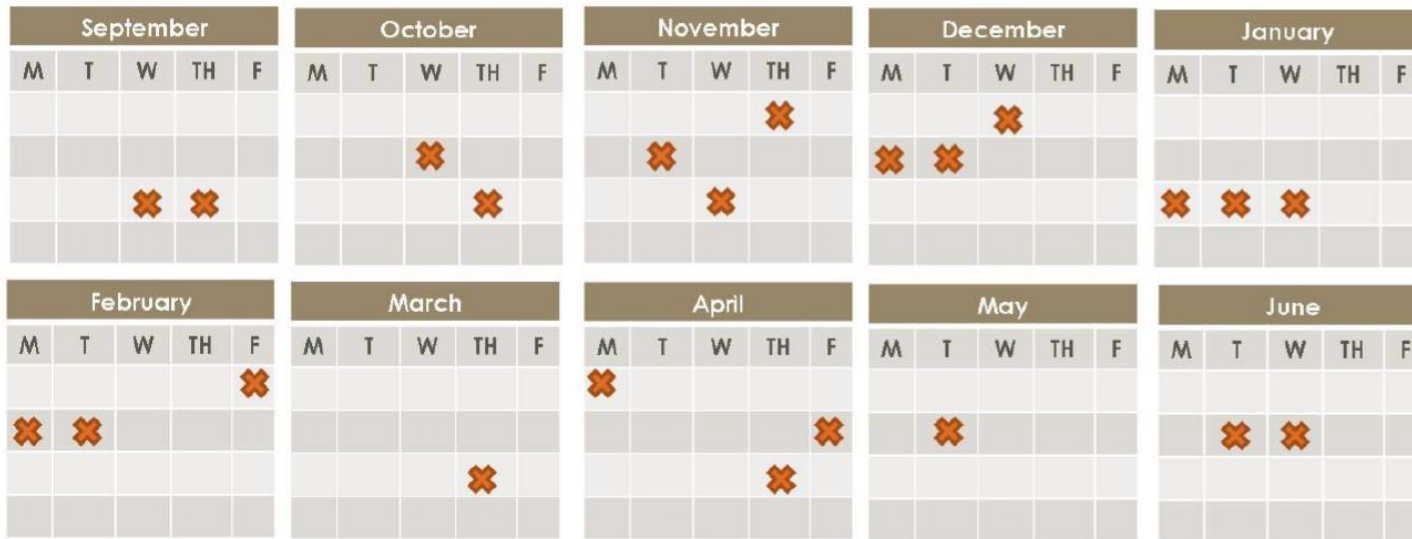 September
M T W TH F
October
M T W TH F
November
M T W TH F
December
M T W TH F
January
M T W TH F
February
M T W TH F
March
M T W TH F
April
M T W TH F
May
M T W TH F
June
M T W TH F